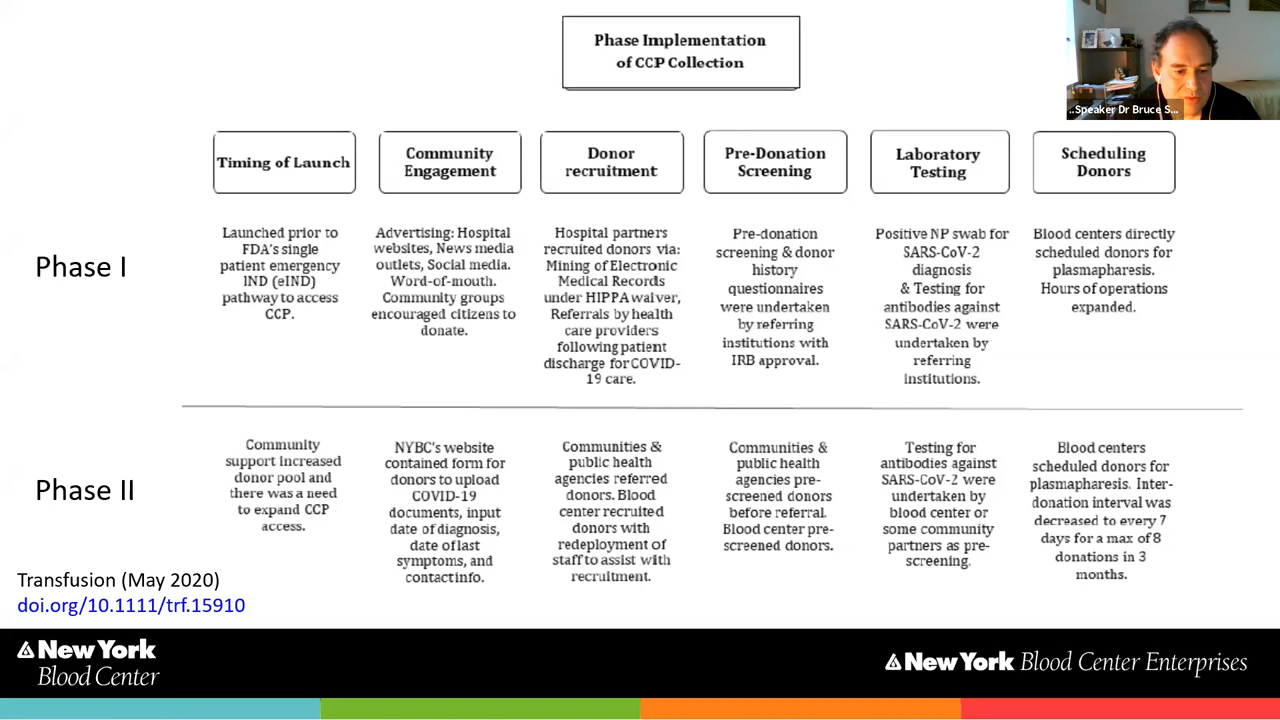 Phase Implementation
of CCP Collection
..Speaker Dr Bruce S...
Timing of Launch
Community
Engagement
Donor
recruitment
Pre-Donation
Screening
Laboratory
Testing
Scheduling
Donors
Phase I
Launched prior to
FDA's single
patient emergency
IND (eIND)
pathway to access
CCP.
Advertising: Hospital
websites, News media
outlets, Social media.
Word-of-mouth.
Community groups
encouraged citizens to
donate.
Hospital partners
recruited donors via:
Mining of Electronic
Medical Records
under HIPPA waiver,
Referrals by health
care providers
following patient
discharge for COVID-
19 care.
Pre-donation
screening & donor
history
questionnaires
were undertaken
by referring
institutions with
IRB approval.
Positive NP swab for
SARS-CoV-2
diagnosis
& Testing for
antibodies against
SARS-CoV-2 were
undertaken by
referring
institutions.
Blood centers directly
scheduled donors for
plasmapharesis.
Hours of operations
expanded.
Phase II
Community
support increased
donor pool and
there was a need
to expand CCP
access.
NYBC's website
contained form for
donors to upload
COVID-19
documents, input
date of diagnosis,
date of last
symptoms, and
contact info.
Communities &
public health
agencies referred
donors. Blood
center recruited
donors with
redeployment of
staff to assist with
recruitment.
Communities &
public health
agencies pre-
screened donors
before referral.
Blood center pre-
screened donors.
Testing for
antibodies against
SARS-CoV-2 were
undertaken by
blood center or
some community
partners as pre-
screening.
Blood centers
scheduled donors for
plasmapharesis. Inter-
donation interval was
decreased to every 7
days for a max of 8
donations in 3
months.
Transfusion (May 2020)
doi.org/10.1111/trf.15910
New York
Blood Center
New York Blood Center Enterprises